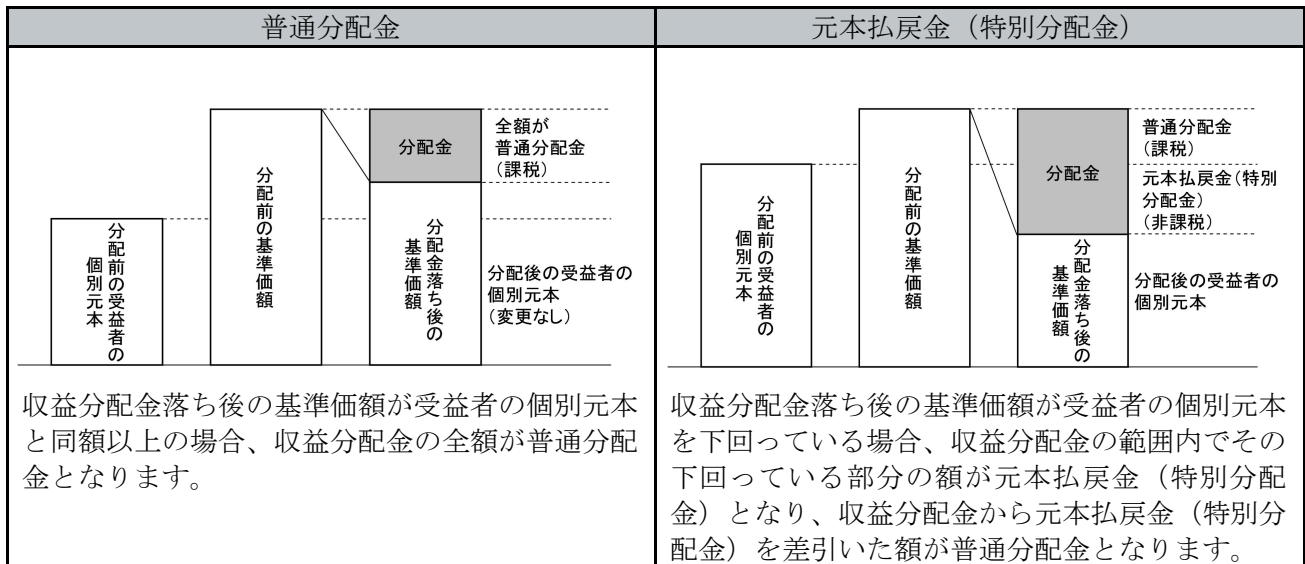 普通分配金
分配前の受益者の
個別元本
分配前の基準価額
分配金
分配金落ち後の
基準価額
全額が
普通分配金
（課税）
分配後の受益者の
個別元本
（変更なし）
収益分配金落ち後の基準価額が受益者の個別元本
と同額以上の場合、収益分配金の全額が普通分配
金となります。
元本払戻金（特別分配金）
分配前の受益者の
個別元本
分配前の基準価額
分配金
分配金落ち後の
基準価額
普通分配金
（課税）
元本払戻金（特別
分配金）
（非課税）
分配後の受益者の
個別元本
収益分配金落ち後の基準価額が受益者の個別元本
を下回っている場合、収益分配金の範囲内でその
下回っている部分の額が元本払戻金（特別分配
金）となり、収益分配金から元本払戻金（特別分
配金）を差引いた額が普通分配金となります。